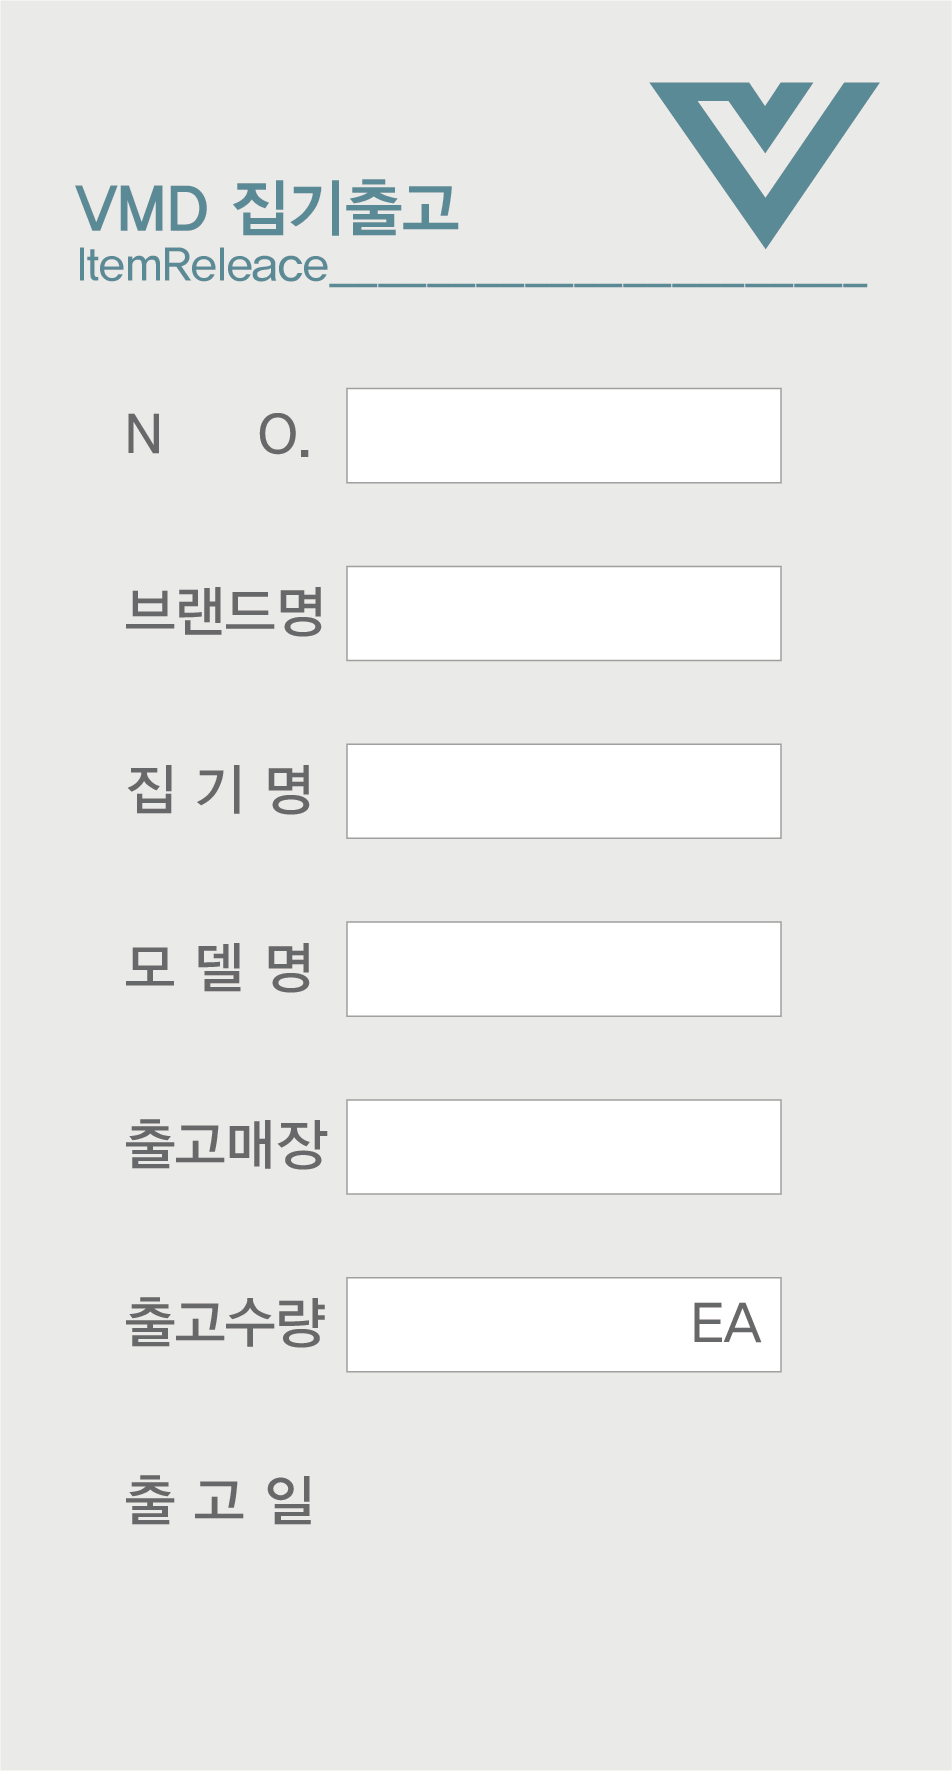 VMD 집기출고
ItemReleace______________________
N O.
브랜드명
집 기 명
모 델 명
출고매장
출고수량 EA
출 고 일